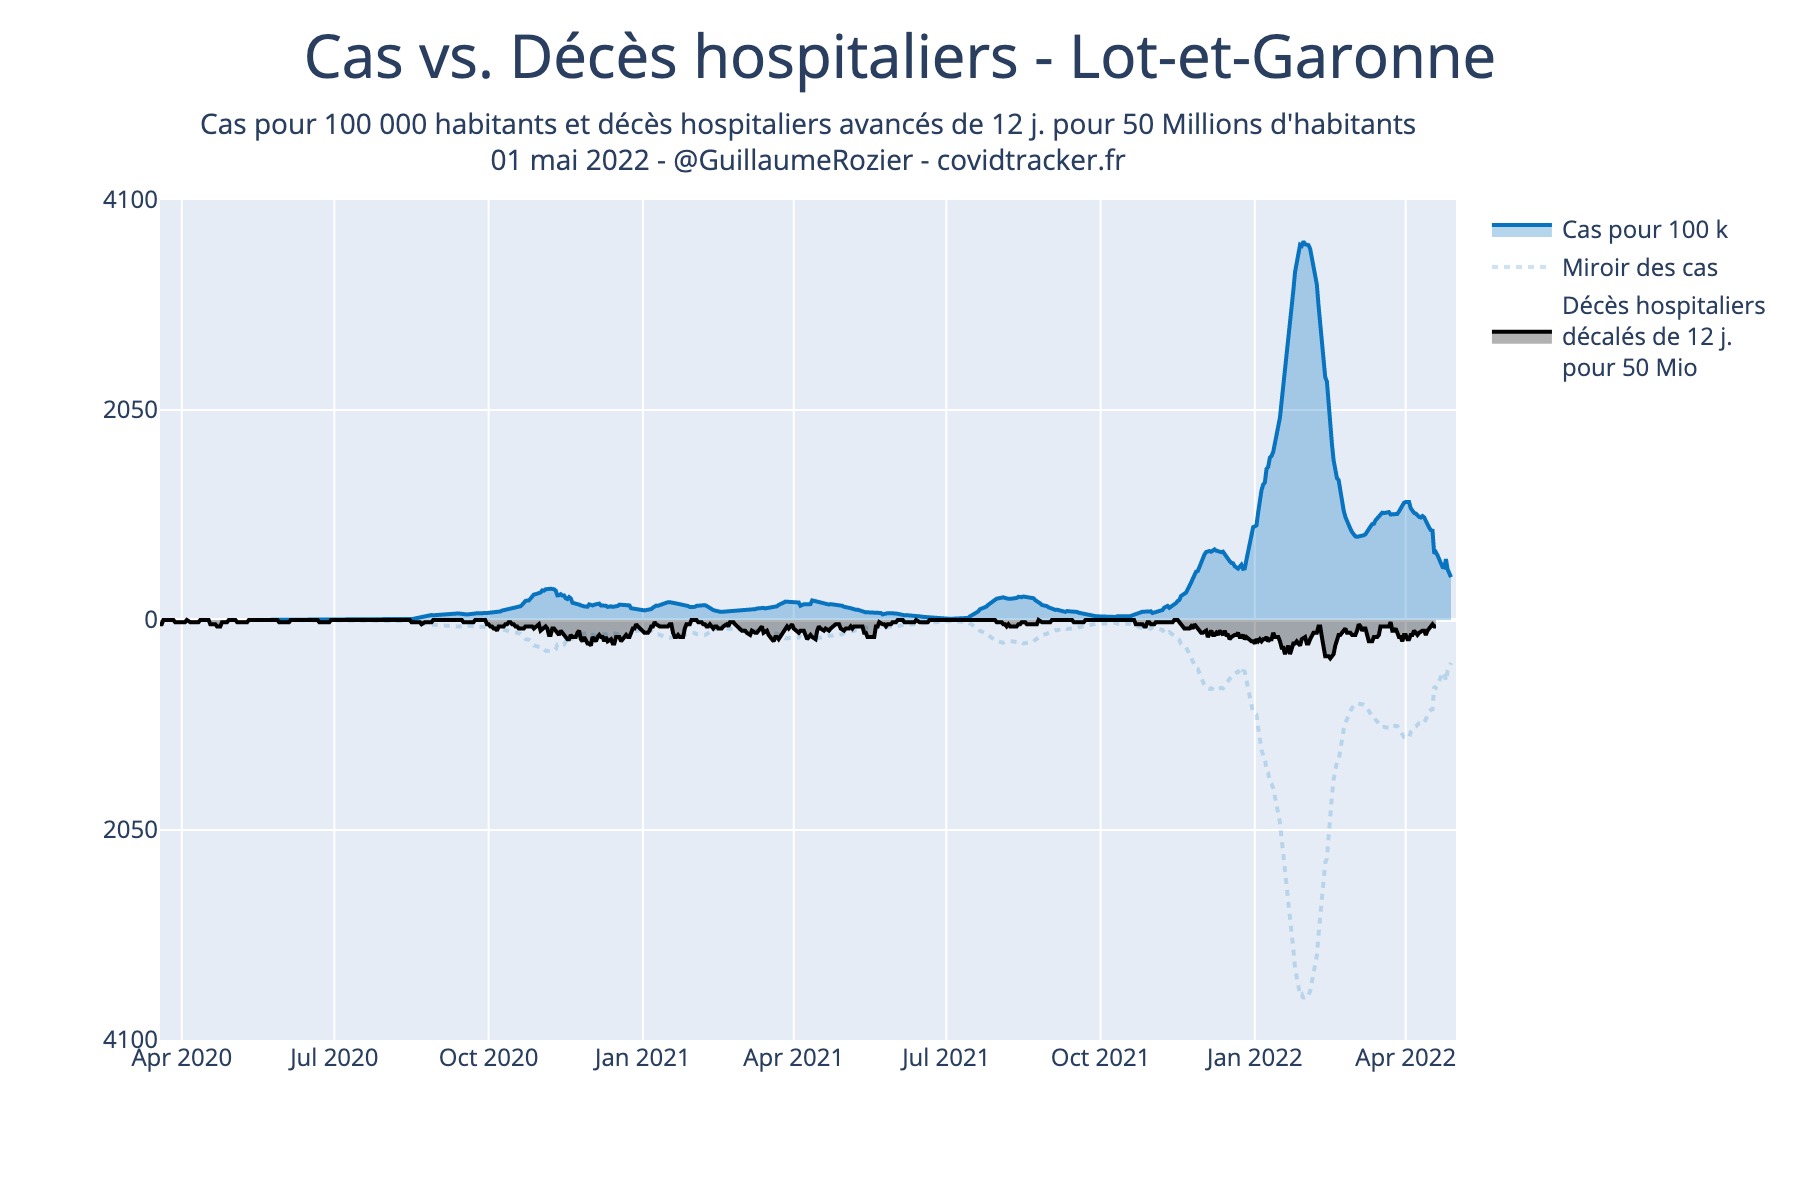 Cas vs. Décès hospitaliers - Lot-et-Garonne
Cas pour 100 000 habitants et décès hospitaliers avancés de 12 j. pour 50 Millions d'habitants
01 mai 2022 - @GuillaumeRozier - covidtracker.fr
4100
2050
0
2050
4100
Apr 2020
Jul 2020
Oct 2020
Jan 2021
Apr 2021
Jul 2021
Oct 2021
Jan 2022
Apr 2022
Cas pour 100 k
Miroir des cas
Décès hospitaliers
décalés de 12 j.
pour 50 Mio